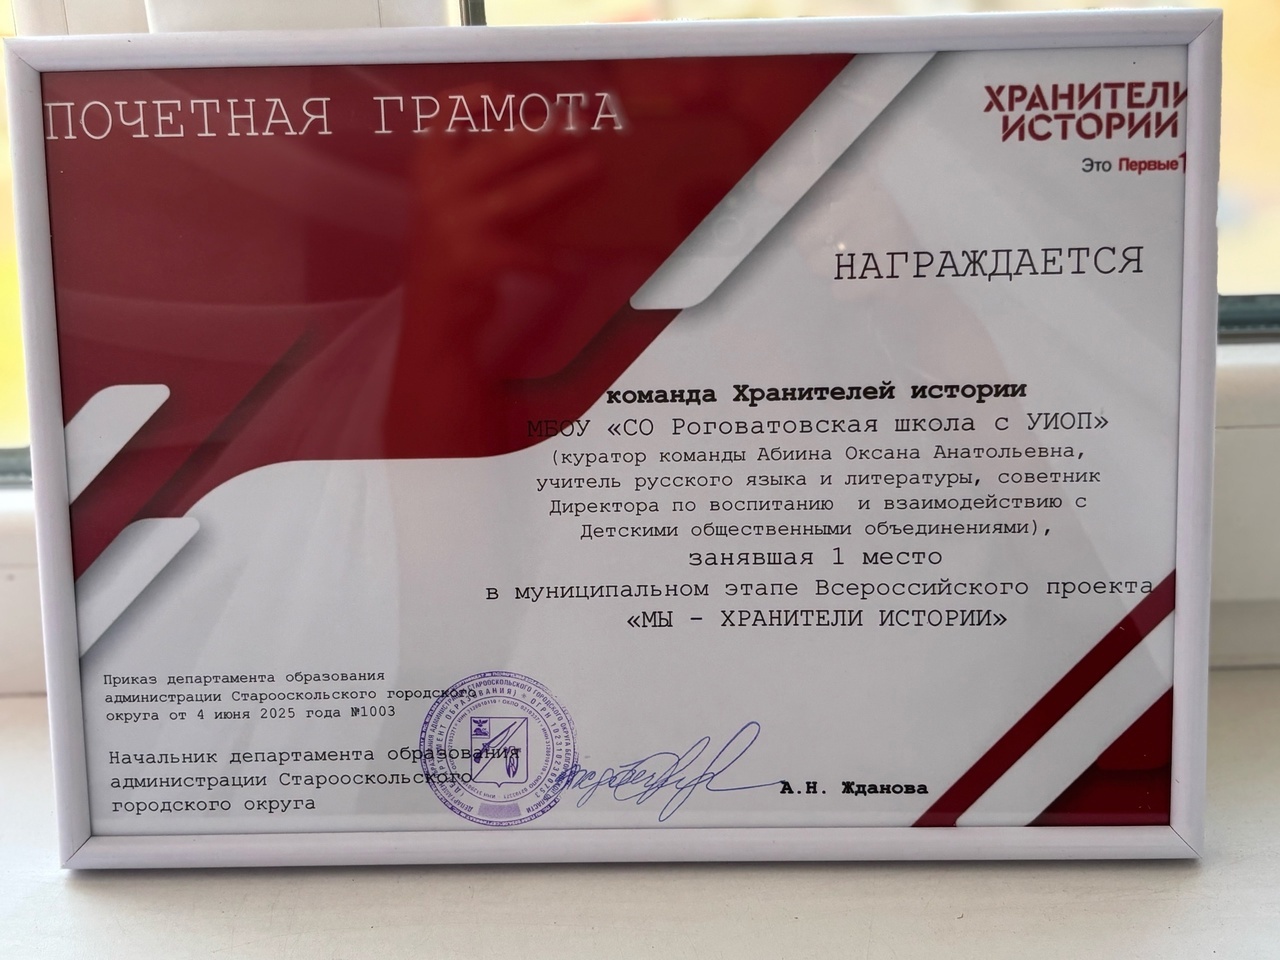 ПОЧЕТНАЯ ГРАМОТА
ХРАНИТЕЛИ
ИСТОРИИ
Это Первые
НАГРАЖДАЕТСЯ
команда Хранителей истории
МБОУ «СО Роговатовская школа с УИОП»
(куратор команды Абиина Оксана Анатольевна,
учитель русского языка и литературы, советник
Директора по воспитанию и взаимодействию с
Детскими общественными объединениями),
занявшая 1 место
в муниципальном этапе Всероссийского проекта
«МЫ - ХРАНИТЕЛИ ИСТОРИИ»
Приказ департамента образования
администрации Старооскольского городского
округа от 4 июня 2025 года №1003
Начальник департамента образования
администрации Старооскольского
городского округа
А.Н. Жданова